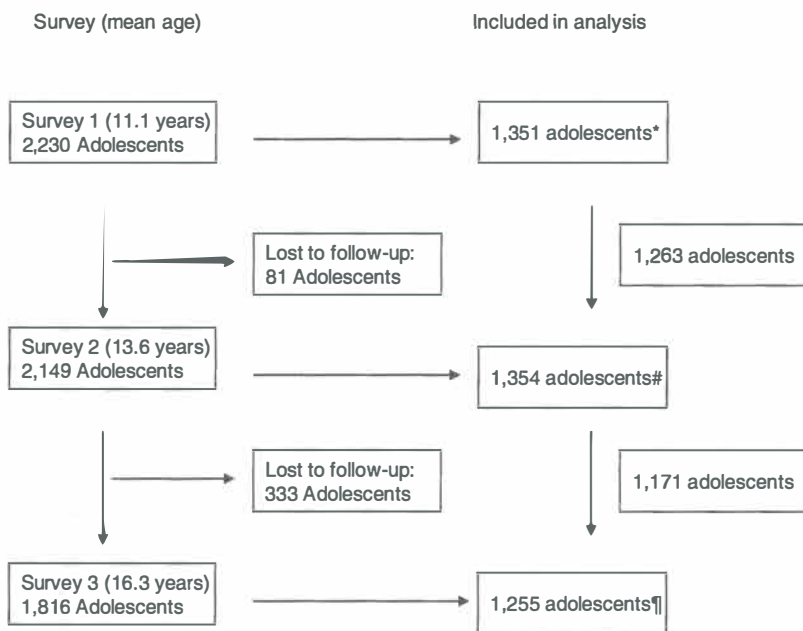 Survey (mean age)
Included in analysis
Survey 1 (11.1 years)
2,230 Adolescents
1,351 adolescents*
Lost to follow-up:
81 Adolescents
1,263 adolescents
Survey 2 (13.6 years)
2,149 Adolescents
1,354 adolescents#
Lost to follow-up:
333 Adolescents
1,171 adolescents
Survey 3 (16.3 years)
1,816 Adolescents
1,255 adolescents¶